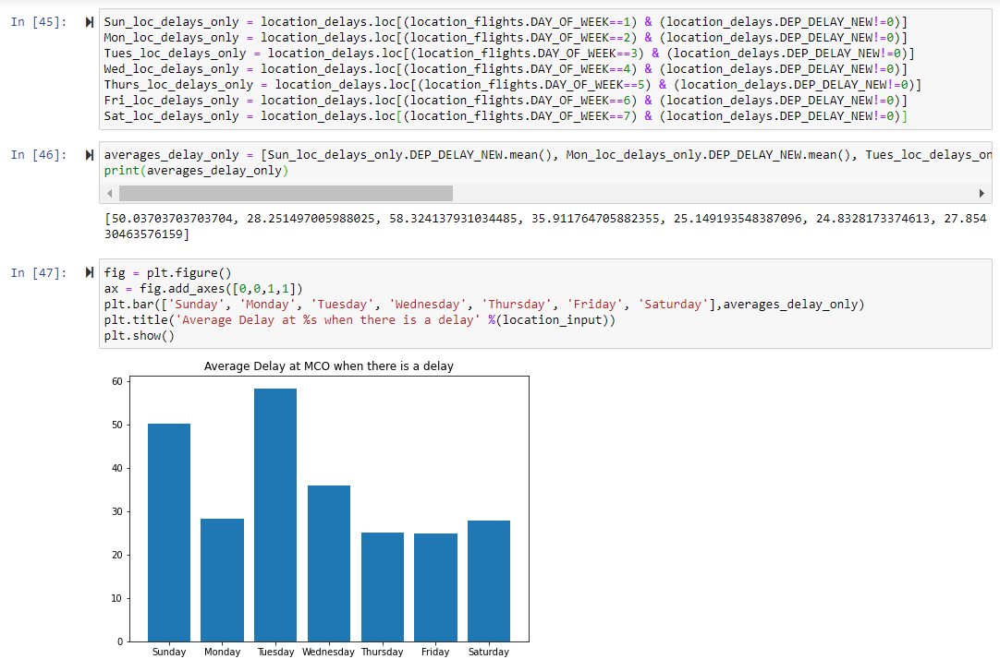 In [45]:
Sun_loc_delays_only = location_delays.loc[(location_flights.DAY_OF_WEEK==1) & (location_delays.DEP_DELAY_NEW!=0)]
Mon_loc_delays_only = location_delays.loc[(location_flights.DAY_OF_WEEK==2) & (location_delays.DEP_DELAY_NEW!=0)]
Tues_loc_delays_only = location_delays.loc[(location_flights.DAY_OF_WEEK==3) & (location_delays.DEP_DELAY_NEW!=0)]
Wed_loc_delays_only = location_delays.loc[(location_flights.DAY_OF_WEEK==4) & (location_delays.DEP_DELAY_NEW!=0)]
Thurs_loc_delays_only = location_delays.loc[(location_flights.DAY_OF_WEEK==5) & (location_delays.DEP_DELAY_NEW!=0)]
Fri_loc_delays_only = location_delays.loc[(location_flights.DAY_OF_WEEK==6) & (location_delays.DEP_DELAY_NEW!=0)]
Sat_loc_delays_only = location_delays.loc[(location_flights.DAY_OF_WEEK==7) & (location_delays.DEP_DELAY_NEW!=0)]
In [46]:
averages_delay_only = [Sun_loc_delays_only.DEP_DELAY_NEW.mean(), Mon_loc_delays_only.DEP_DELAY_NEW.mean(), Tues_loc_delays_on
print(averages_delay_only)
[50.03703703703704, 28.251497005988025, 58.324137931034485, 35.911764705882355, 25.149193548387096, 24.8328173374613, 27.854
30463576159]
In [47]:
fig = plt.figure()
ax = fig.add_axes([0,0,1,1])
plt.bar(['Sunday', 'Monday', 'Tuesday', 'Wednesday', 'Thursday', 'Friday', 'Saturday'],averages_delay_only)
plt.title('Average Delay at %s when there is a delay' %(location_input))
plt.show()
Average Delay at MCO when there is a delay
60
50
40
30
20
10
0
Sunday Monday Tuesday Wednesday Thursday Friday Saturday